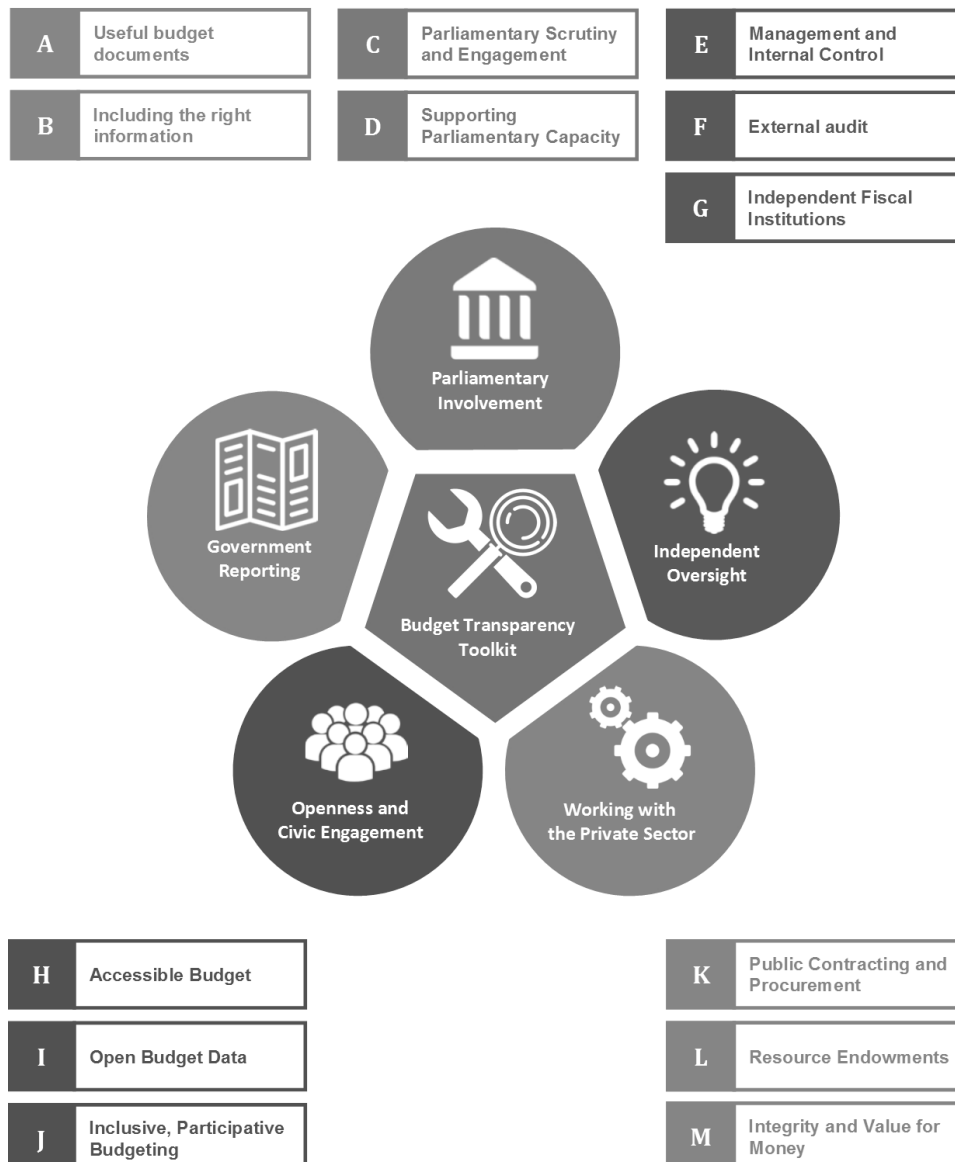 A
Useful budget
documents
B
Including the right
information
C
Parliamentary Scrutiny
and Engagement
D
Supporting
Parliamentary Capacity
E
Management and
Internal Control
F
External audit
G
Independent Fiscal
Institutions
Parliamentary
Involvement
Government
Reporting
Independent
Oversight
Budget Transparency
Toolkit
Openness and
Civic Engagement
Working with
the Private Sector
H
Accessible Budget
I
Open Budget Data
J
Inclusive, Participative
Budgeting
K
Public Contracting and
Procurement
L
Resource Endowments
M
Integrity and Value for
Money